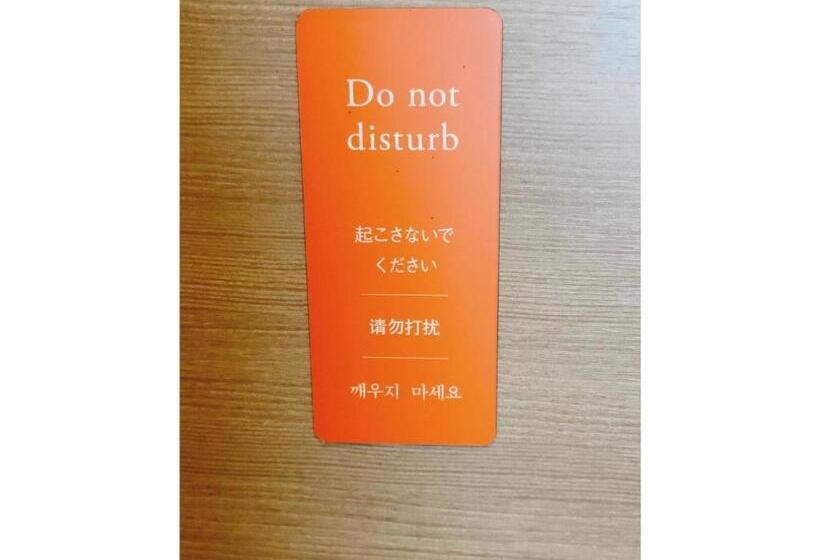 Do not
disturb
起こさないで
ください
请勿打扰
깨우지 마세요